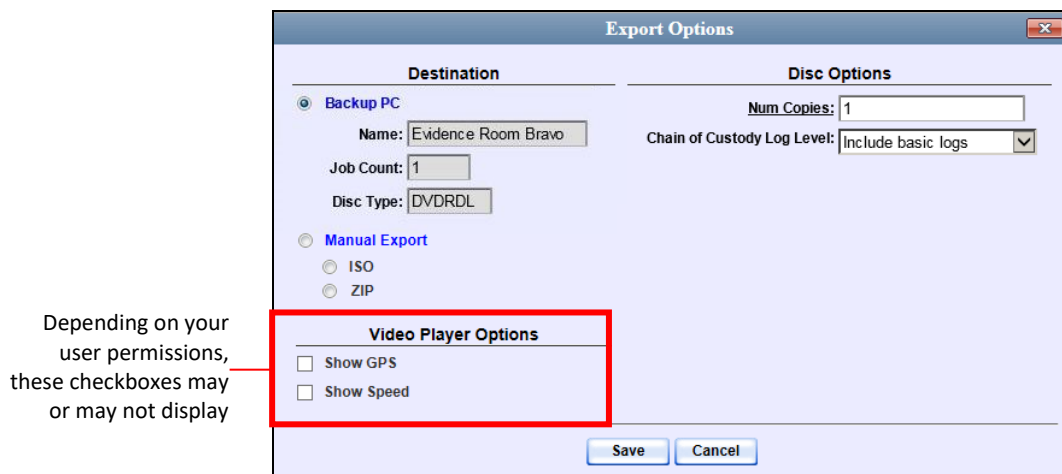 Export Options
Destination
Backup PC
Name: Evidence Room Bravo
Job Count: 1
Disc Type: DVDRDL
Manual Export
ISO
ZIP
Disc Options
Num Copies: 1
Chain of Custody Log Level: Include basic logs
Depending on your
user permissions,
these checkboxes may
or may not display
Video Player Options
Show GPS
Show Speed
Save Cancel